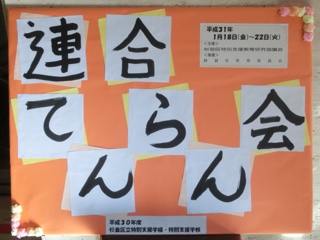 連合
てんらん会
平成31年
1月18日(金)~22日(火)
平成30年度
杉並区立特別支援学級・特別支援学校